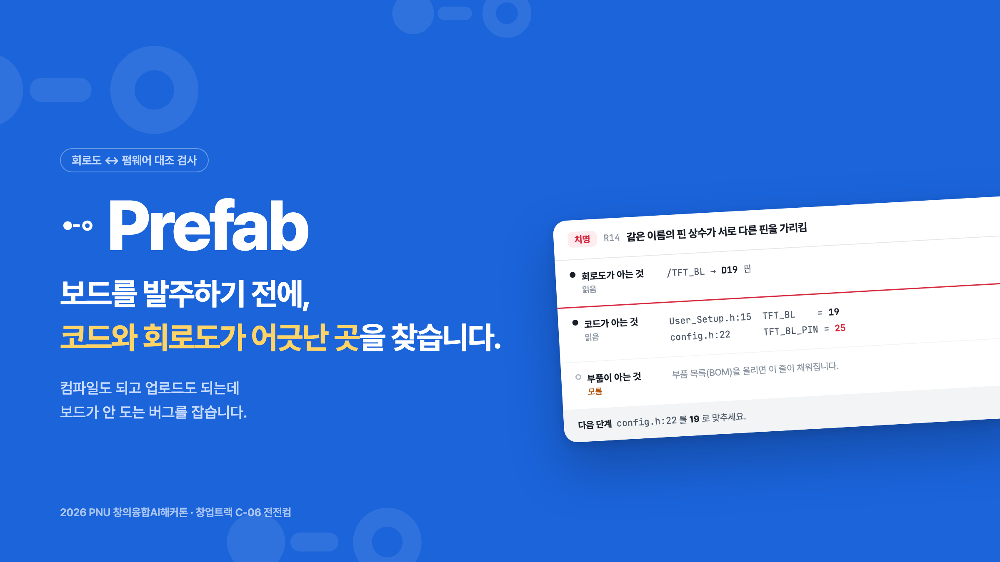 회로도 ↔ 펌웨어 대조 검사
Prefab
보드를 발주하기 전에,
코드와 회로도가 어긋난 곳을 찾습니다.
컴파일도 되고 업로드도 되는데
보드가 안 도는 버그를 잡습니다.
2026 PNU 창의융합AI해커톤 · 창업트랙 C-06 전전컴
치명 R14 같은 이름의 핀 상수가 서로 다른 핀을 가리킴
회로도가 아는 것 /TFT_BL → D19 핀
읽음
코드가 아는 것 User_Setup.h:15 TFT_BL = 19
읽음 config.h:22 TFT_BL_PIN = 25
부품이 아는 것 부품 목록(BOM)을 올리면 이 줄이 채워집니다.
모름
다음 단계 config.h:22 를 19 로 맞추세요.